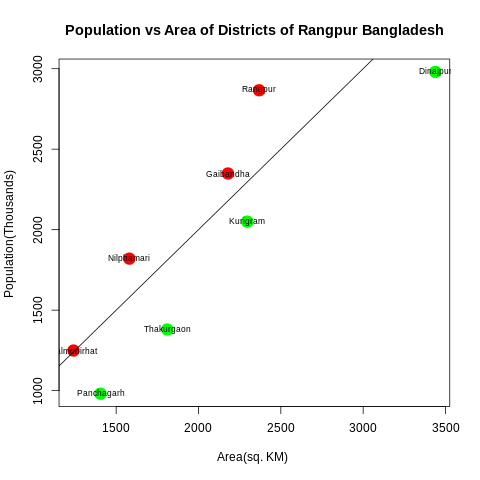 Population vs Area of Districts of Rangpur Bangladesh
Population(Thousands)
3000
2500
2000
1500
1000
Dinajpur
Rangpur
Gaibandha
Kurigram
Nilphamari
Thakurgaon
lmonirhat
Panchagarh
1500
2000
2500
3000
3500
Area(sq. KM)